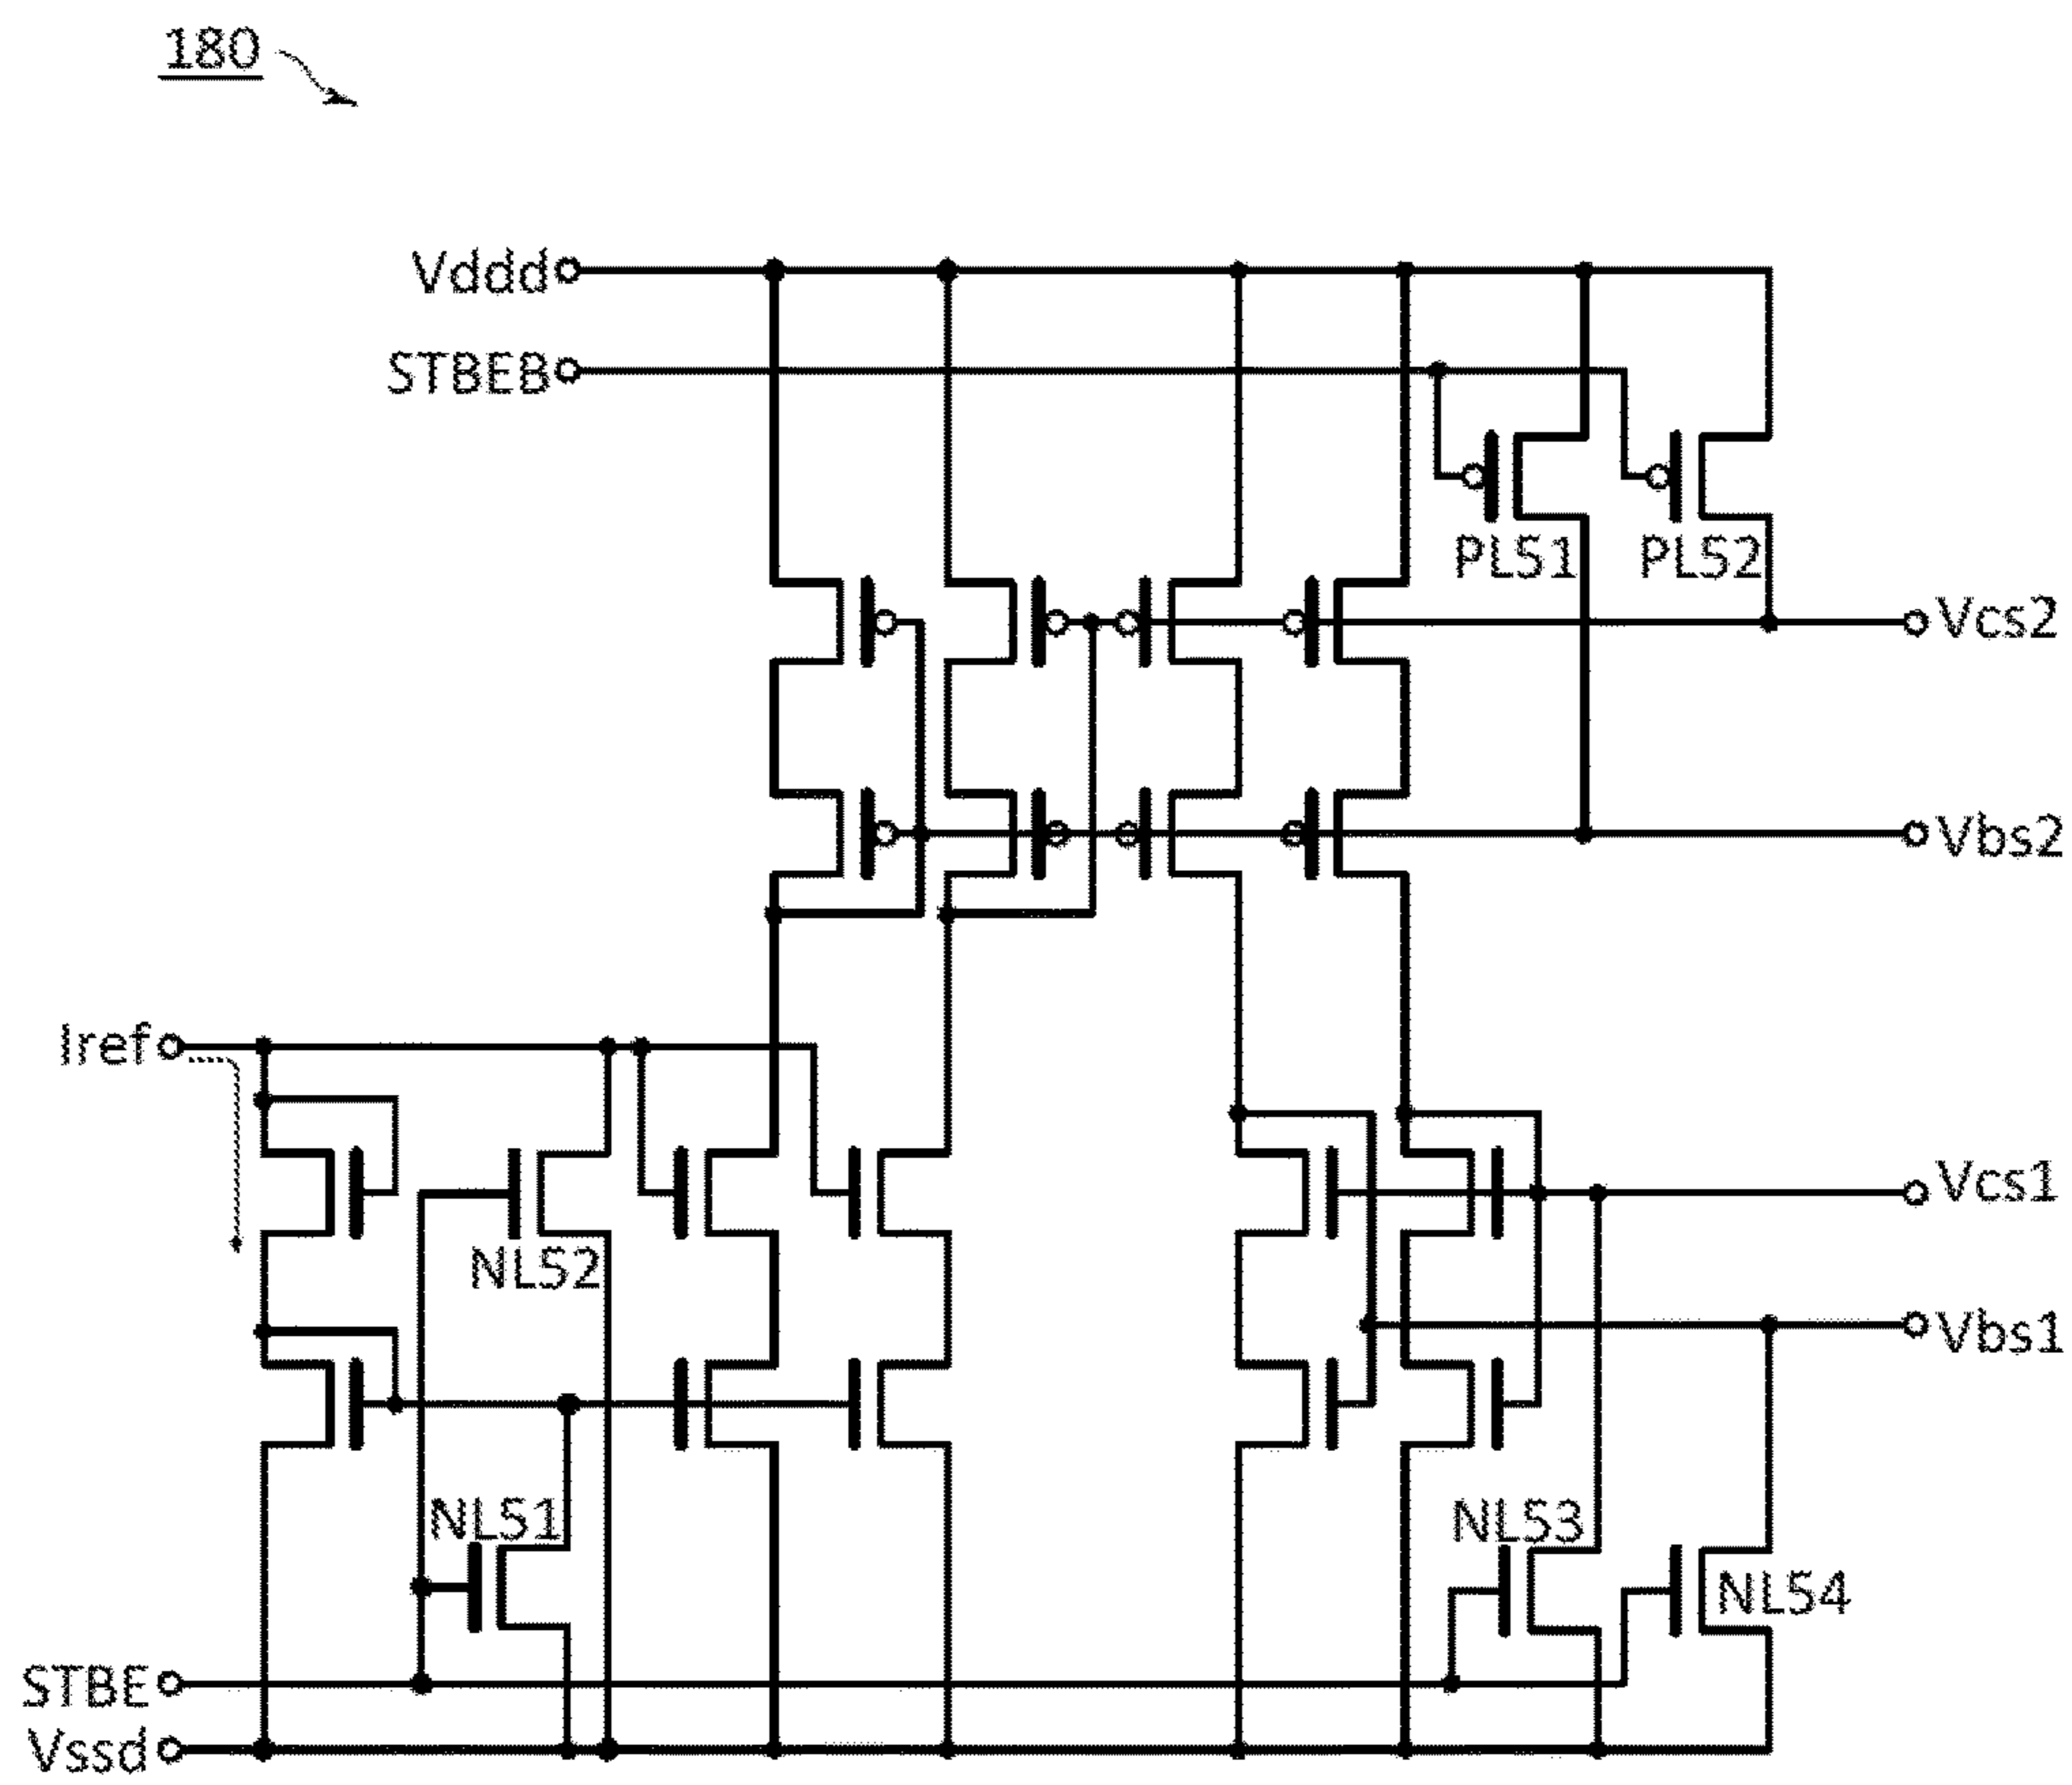 180
Vddd
STBEB
PL51
PL52
Vcs2
Vbs2
Iref
Vcs1
NL52
Vbs1
NL51
NL53
NL54
STBE
Vssd